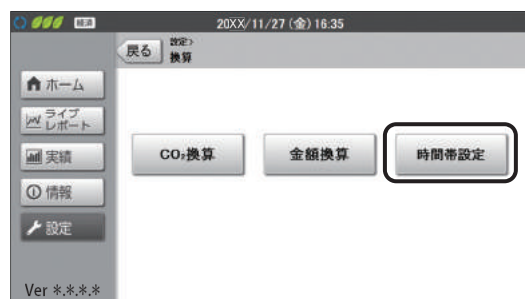 経済
20XX/11/27(金)16:35
戻る
設定>
換算
ホーム
ライブ
レポート
実績
情報
設定
CO₂換算
金額換算
時間帯設定
Ver *.*.*.*